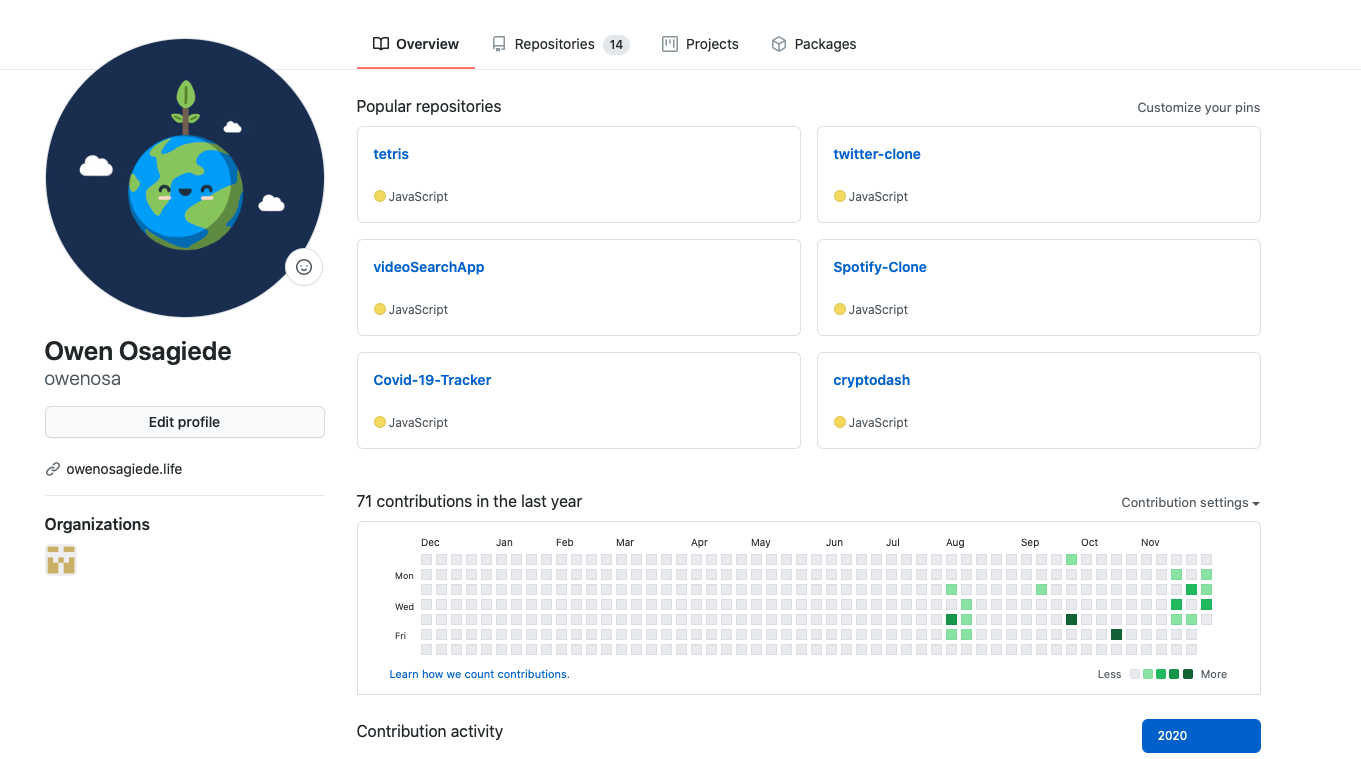 Overview Repositories 14 Projects Packages
Popular repositories Customize your pins
tetris
JavaScript
twitter-clone
JavaScript
videoSearchApp
JavaScript
Spotify-Clone
JavaScript
Covid-19-Tracker
JavaScript
cryptodash
JavaScript
Owen Osagiede
owenosa
Edit profile
owenosagiede.life
Organizations
71 contributions in the last year Contribution settings
Dec Jan Feb Mar Apr May Jun Jul Aug Sep Oct Nov
Mon
Wed
Fri
Learn how we count contributions. Less More
Contribution activity 2020